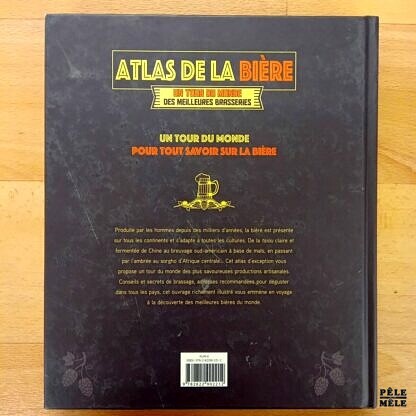 ATLAS DE LA BIÈRE
UN TOUR DU MONDE
DES MEILLEURES BRASSERIES
UN TOUR DU MONDE
POUR TOUT SAVOIR SUR LA BIÈRE
Produite par les hommes depuis des milliers d'années, la bière est présente
sur tous les continents et s'adapte à toutes les cultures. De la tsiou claire et
fermentée de Chine au breuvage sud-américain à base de maïs, en passant
par l'ambrée au sorgho d'Afrique centrale... Cet atlas d'exception vous
propose un tour du monde des plus savoureuses productions artisanales.
Conseils et secrets de brassage, adresses recommandées pour déguster
dans tous les pays, cet ouvrage richement illustré vous emmène en voyage
à la découverte des meilleures bières du monde.
PÊLE
MÊLE